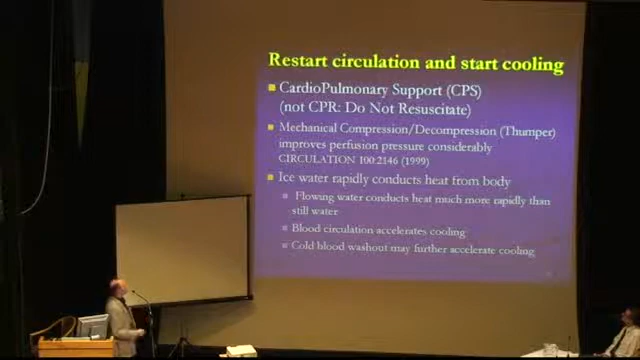 Restart circulation and start cooling
CardioPulmonary Support (CPS)
(not CPR: Do Not Resuscitate)
Mechanical Compression/Decompression (Thumper)
improves perfusion pressure considerably
CIRCULATION 100:2146 (1999)
Ice water rapidly conducts heat from body
Flowing water conducts heat much more rapidly than
still water
Blood circulation accelerates cooling
Cold blood washout may further accelerate cooling